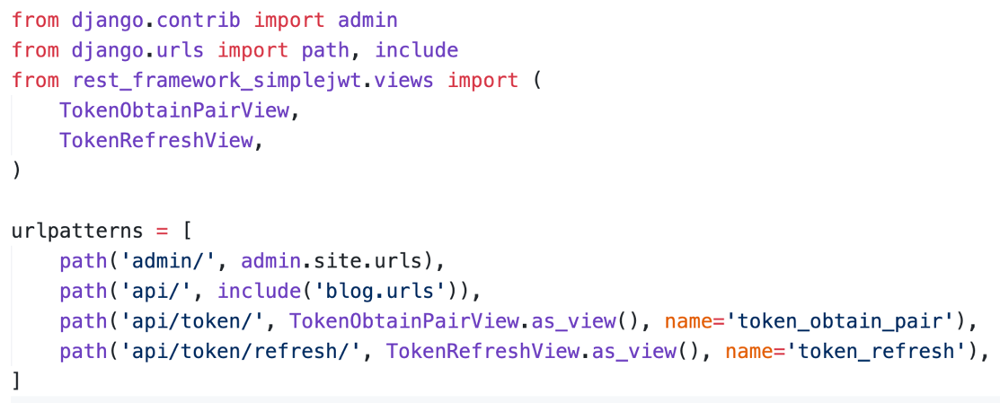 from django.contrib import admin
from django.urls import path, include
from rest_framework_simplejwt.views import (
    TokenObtainPairView,
    TokenRefreshView,
)

urlpatterns = [
    path('admin/', admin.site.urls),
    path('api/', include('blog.urls')),
    path('api/token/', TokenObtainPairView.as_view(), name='token_obtain_pair'),
    path('api/token/refresh/', TokenRefreshView.as_view(), name='token_refresh'),
]